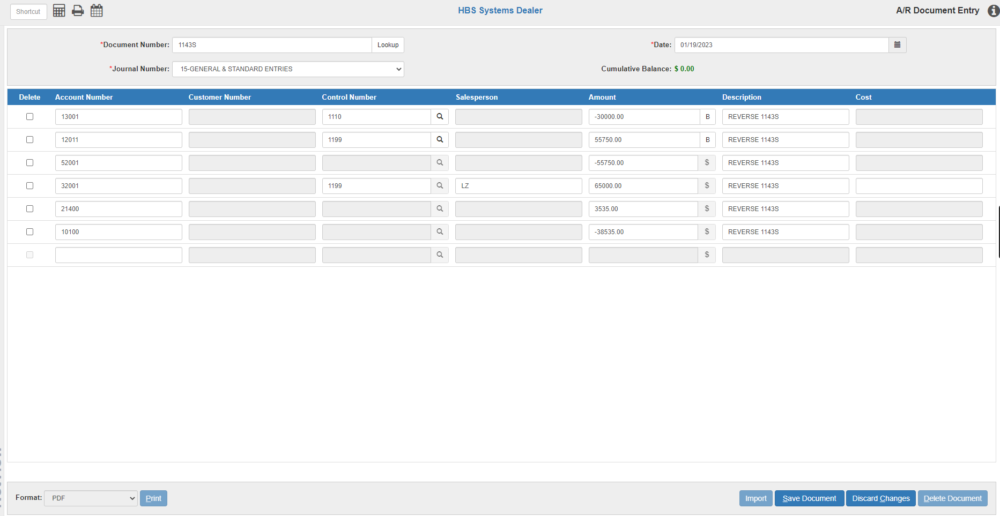 Shortcut HBS Systems Dealer A/R Document Entry
*Document Number: 1143S Lookup *Date: 01/19/2023
*Journal Number: 15-GENERAL & STANDARD ENTRIES Cumulative Balance: $ 0.00
Delete Account Number Customer Number Control Number Salesperson Amount Description Cost
13001 1110 -30000.00 B REVERSE 1143S
12011 1199 55750.00 B REVERSE 1143S
52001 -55750.00 $ REVERSE 1143S
32001 1199 LZ 65000.00 $ REVERSE 1143S
21400 3535.00 $ REVERSE 1143S
10100 -38535.00 $ REVERSE 1143S
$
Format: PDF Print Import Save Document Discard Changes Delete Document